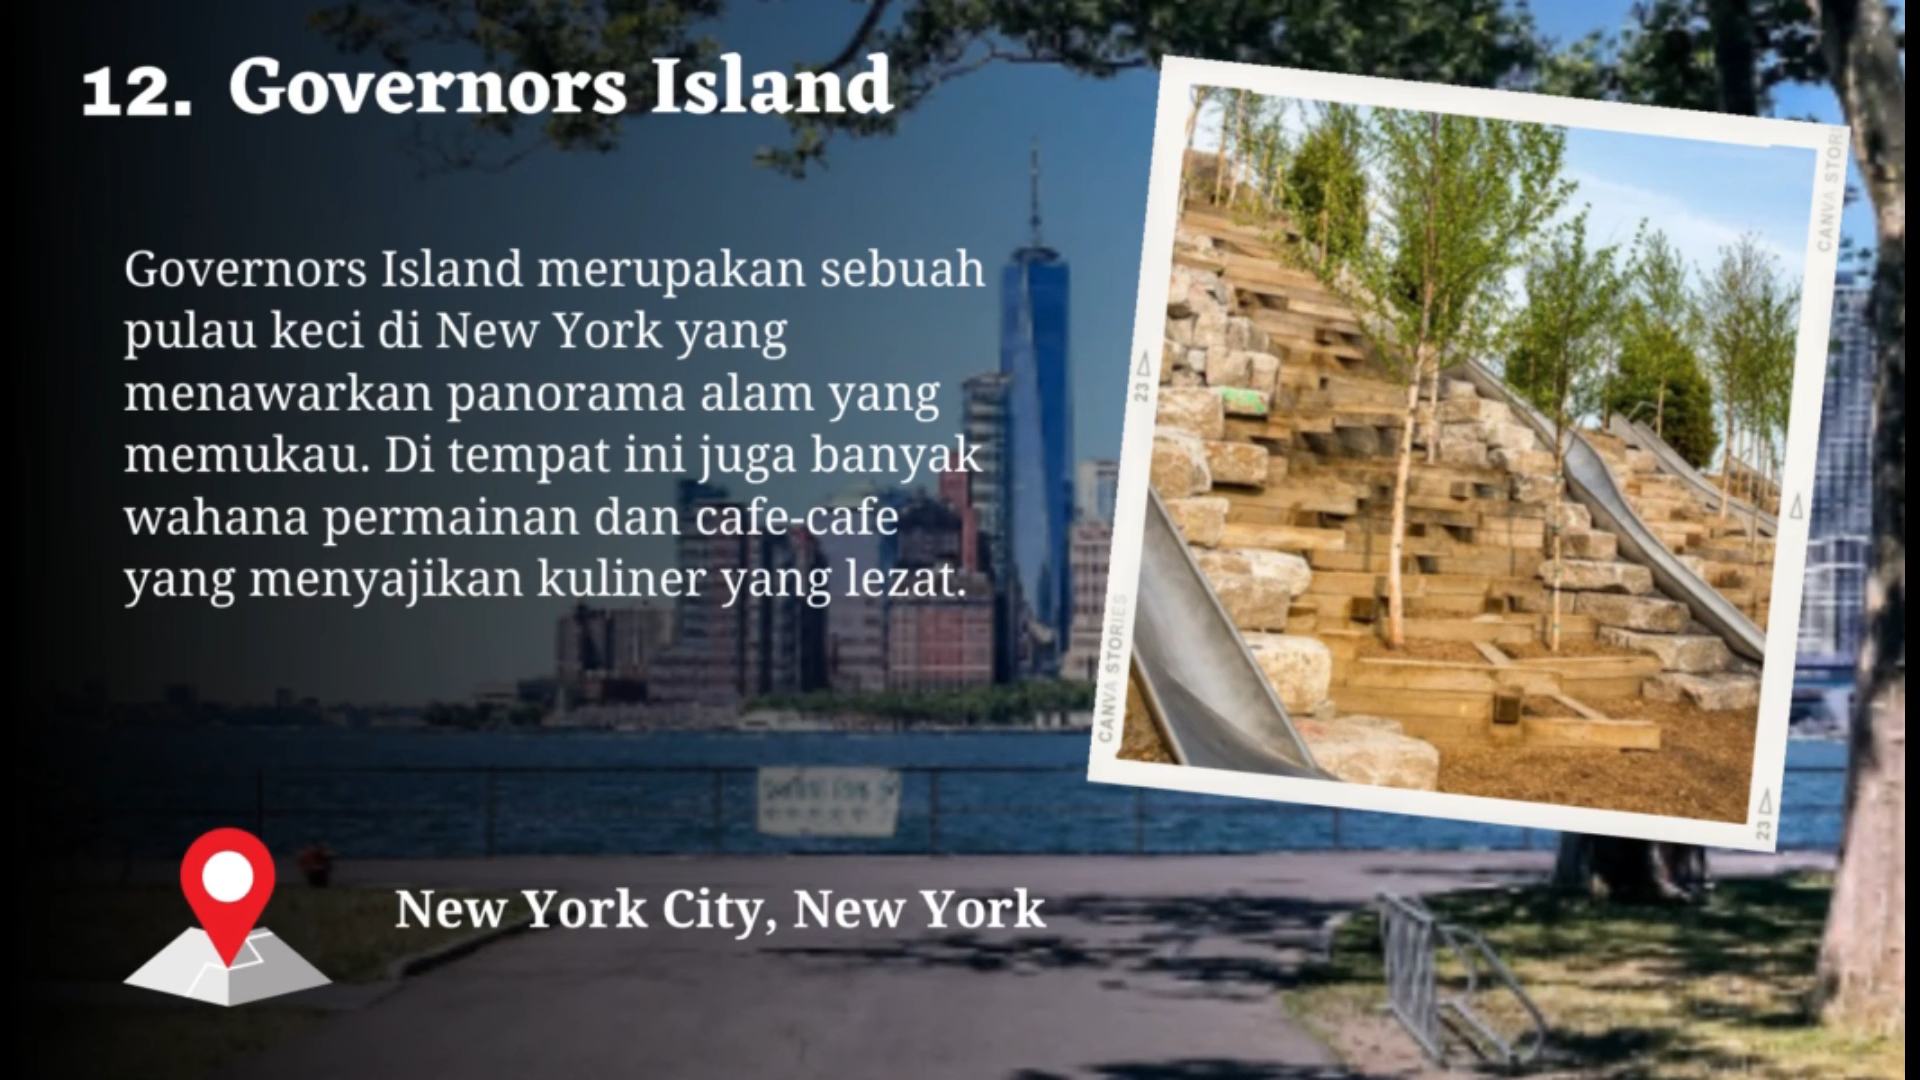 12. Governors Island
Governors Island merupakan sebuah
pulau keci di New York yang
menawarkan panorama alam yang
memukau. Di tempat ini juga banyak
wahana permainan dan cafe-cafe
yang menyajikan kuliner yang lezat.
New York City, New York
CANVA STORI
23
CANVA STORIES
23